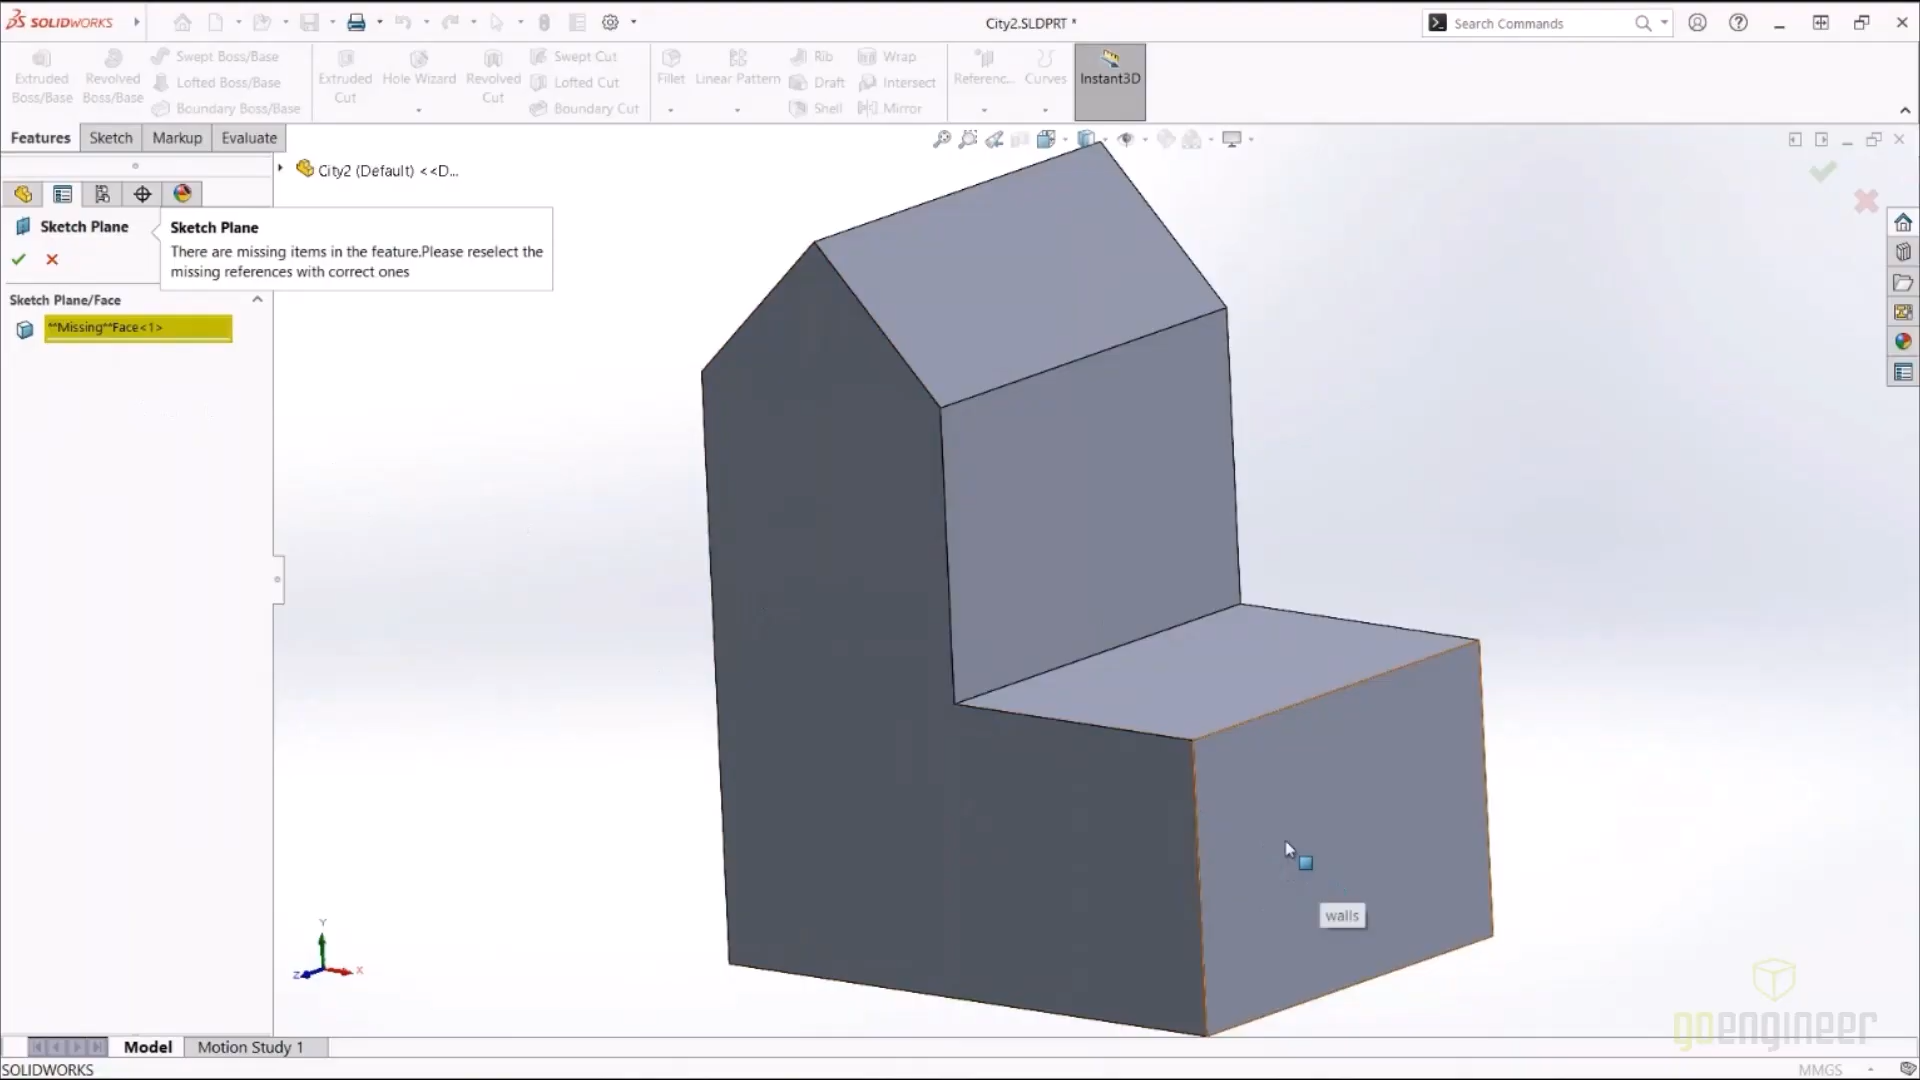 SOLIDWORKS
City2.SLDPRT *
Search Commands
Extruded Boss/Base
Revolved Boss/Base
Swept Boss/Base
Lofted Boss/Base
Boundary Boss/Base
Extruded Cut
Hole Wizard
Revolved Cut
Swept Cut
Lofted Cut
Boundary Cut
Fillet
Linear Pattern
Rib
Draft
Shell
Wrap
Intersect
Mirror
Referenc...
Curves
Instant3D
Features
Sketch
Markup
Evaluate
City2 (Default) <<D...
Sketch Plane
Sketch Plane
There are missing items in the feature.Please reselect the
missing references with correct ones
Sketch Plane/Face
**Missing**Face<1>
walls
Y
Z
X
goengineer
Model
Motion Study 1
SOLIDWORKS
MMGS